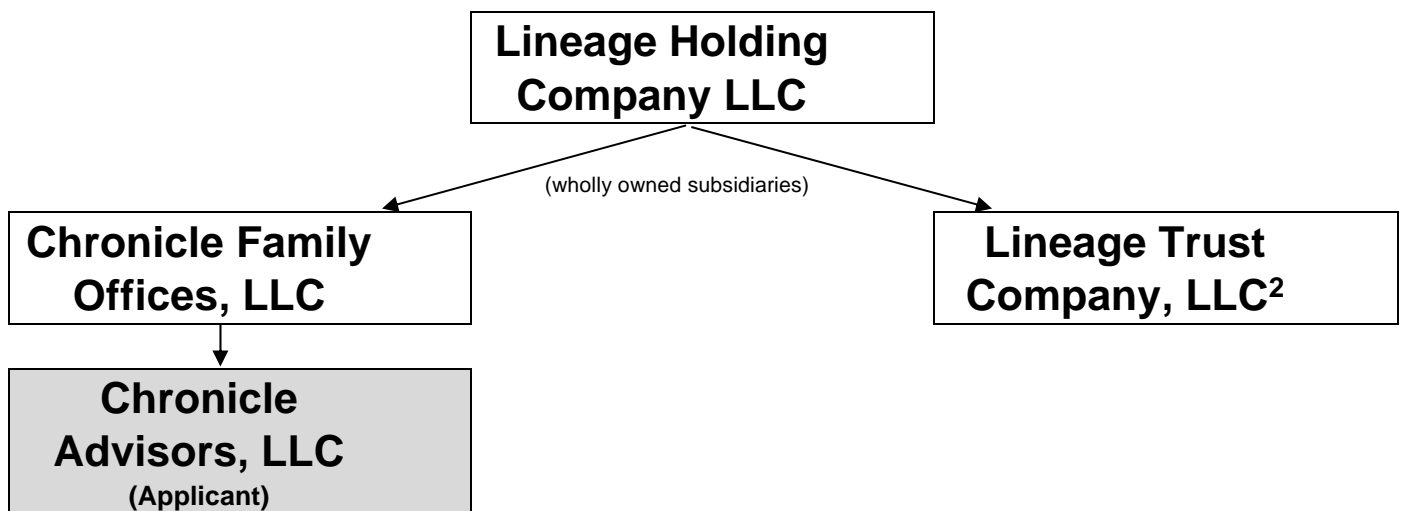 Lineage Holding
Company LLC
(wholly owned subsidiaries)
Chronicle Family
Offices, LLC
Lineage Trust
Company, LLC²
Chronicle
Advisors, LLC
(Applicant)